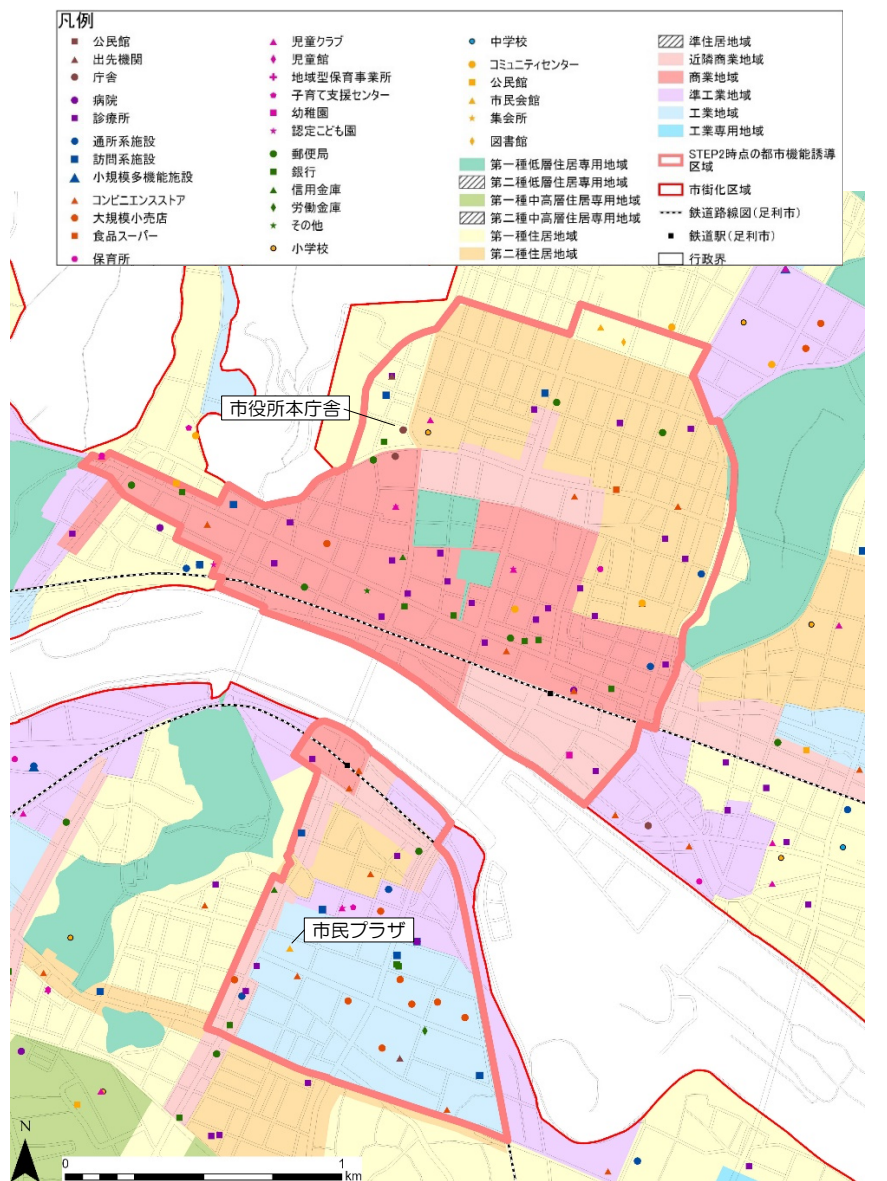 凡例
公民館
出先機関
庁舎
病院
診療所
通所系施設
訪問系施設
小規模多機能施設
コンビニエンスストア
大規模小売店
食品スーパー
保育所
児童クラブ
児童館
地域型保育事業所
子育て支援センター
幼稚園
認定こども園
郵便局
銀行
信用金庫
労働金庫
その他
小学校
中学校
コミュニティセンター
公民館
市民会館
集会所
図書館
第一種低層住居専用地域
第二種低層住居専用地域
第一種中高層住居専用地域
第二種中高層住居専用地域
第一種住居地域
第二種住居地域
準住居地域
近隣商業地域
商業地域
準工業地域
工業地域
工業専用地域
STEP2時点の都市機能誘導
区域
市街化区域
鉄道路線図(足利市)
鉄道駅(足利市)
行政界
市役所本庁舎
市民プラザ
N
0 1
km